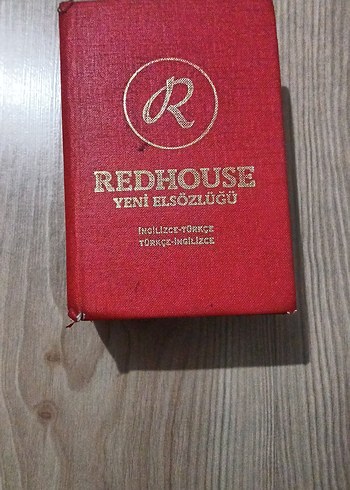 R
REDHOUSE
YENİ ELSÖZLÜĞÜ
İNGİLİZCE-TÜRKÇE
TÜRKÇE-İNGİLİZCE